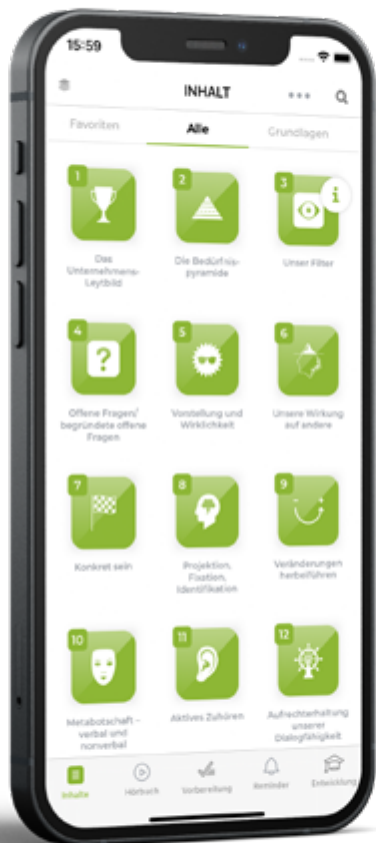 15:59
INHALT
Favoriten Alle Grundlagen
1 2 3 i
Das Die Bedürfnis- Unser Filter
Unternehmens- pyramide
Leytbild
4 ? 5 6
Offene Fragen/ Vorstellung und Unsere Wirkung
begründete offene Wirklichkeit auf andere
Fragen
7 8 9
Konkret sein Projektion, Veränderungen
Fixation, herbeiführen
Identifikation
10 11 12
Metabotschaft – Aktives Zuhören Aufrechterhaltung
verbal und unserer
nonverbal Dialogfähigkeit
Inhalte Hörbuch Vorbereitung Reminder Entwicklung